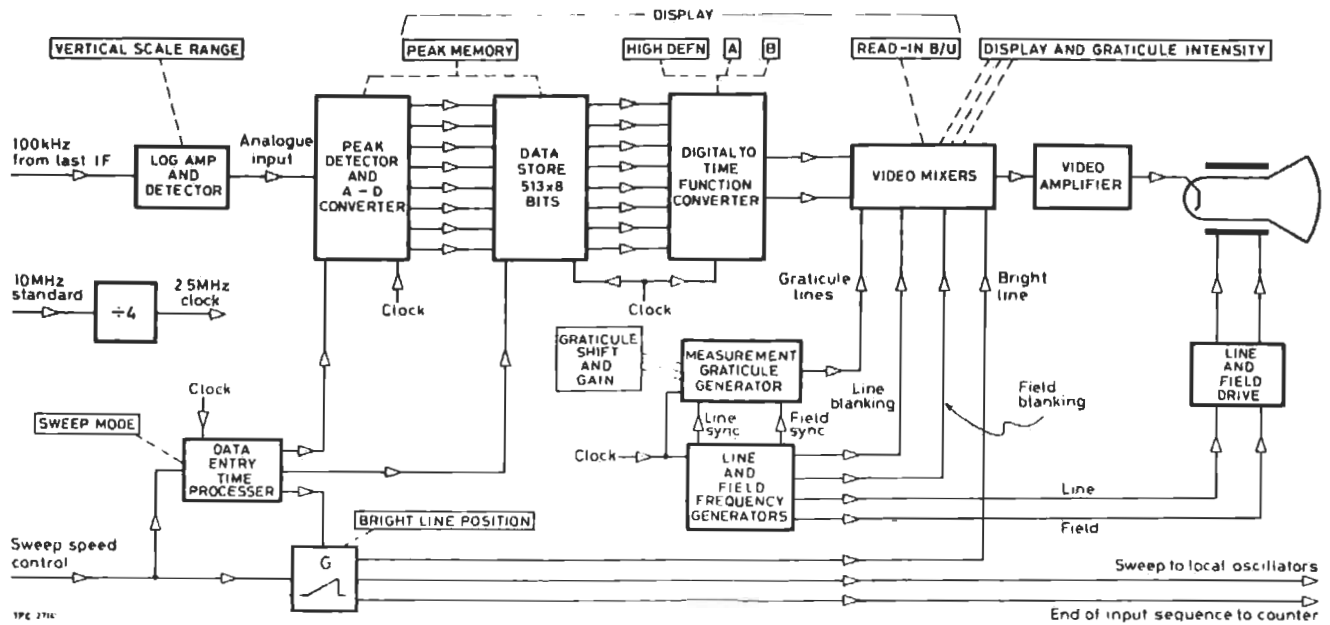 DISPLAY
VERTICAL SCALE RANGE
PEAK MEMORY
HIGH DEFN
A
B
READ-IN B/U
DISPLAY AND GRATICULE INTENSITY
100kHz
from last IF
LOG AMP
AND
DETECTOR
Analogue
input
PEAK
DETECTOR
AND
A - D
CONVERTER
DATA
STORE
513x8
BITS
DIGITAL TO
TIME
FUNCTION
CONVERTER
VIDEO MIXERS
VIDEO
AMPLIFIER
10MHz
standard
÷4
2 5MHz
clock
Clock
Clock
Graticule
lines
Bright
line
GRATICULE
SHIFT
AND
GAIN
MEASUREMENT
GRATICULE
GENERATOR
Line
blanking
Field
blanking
LINE
AND
FIELD
DRIVE
Clock
SWEEP MODE
DATA
ENTRY
TIME
PROCESSER
Line
sync
Field
sync
Clock
LINE
AND
FIELD
FREQUENCY
GENERATORS
Line
Field
BRIGHT LINE POSITION
Sweep speed
control
G
Sweep to local oscillators
End of input sequence to counter